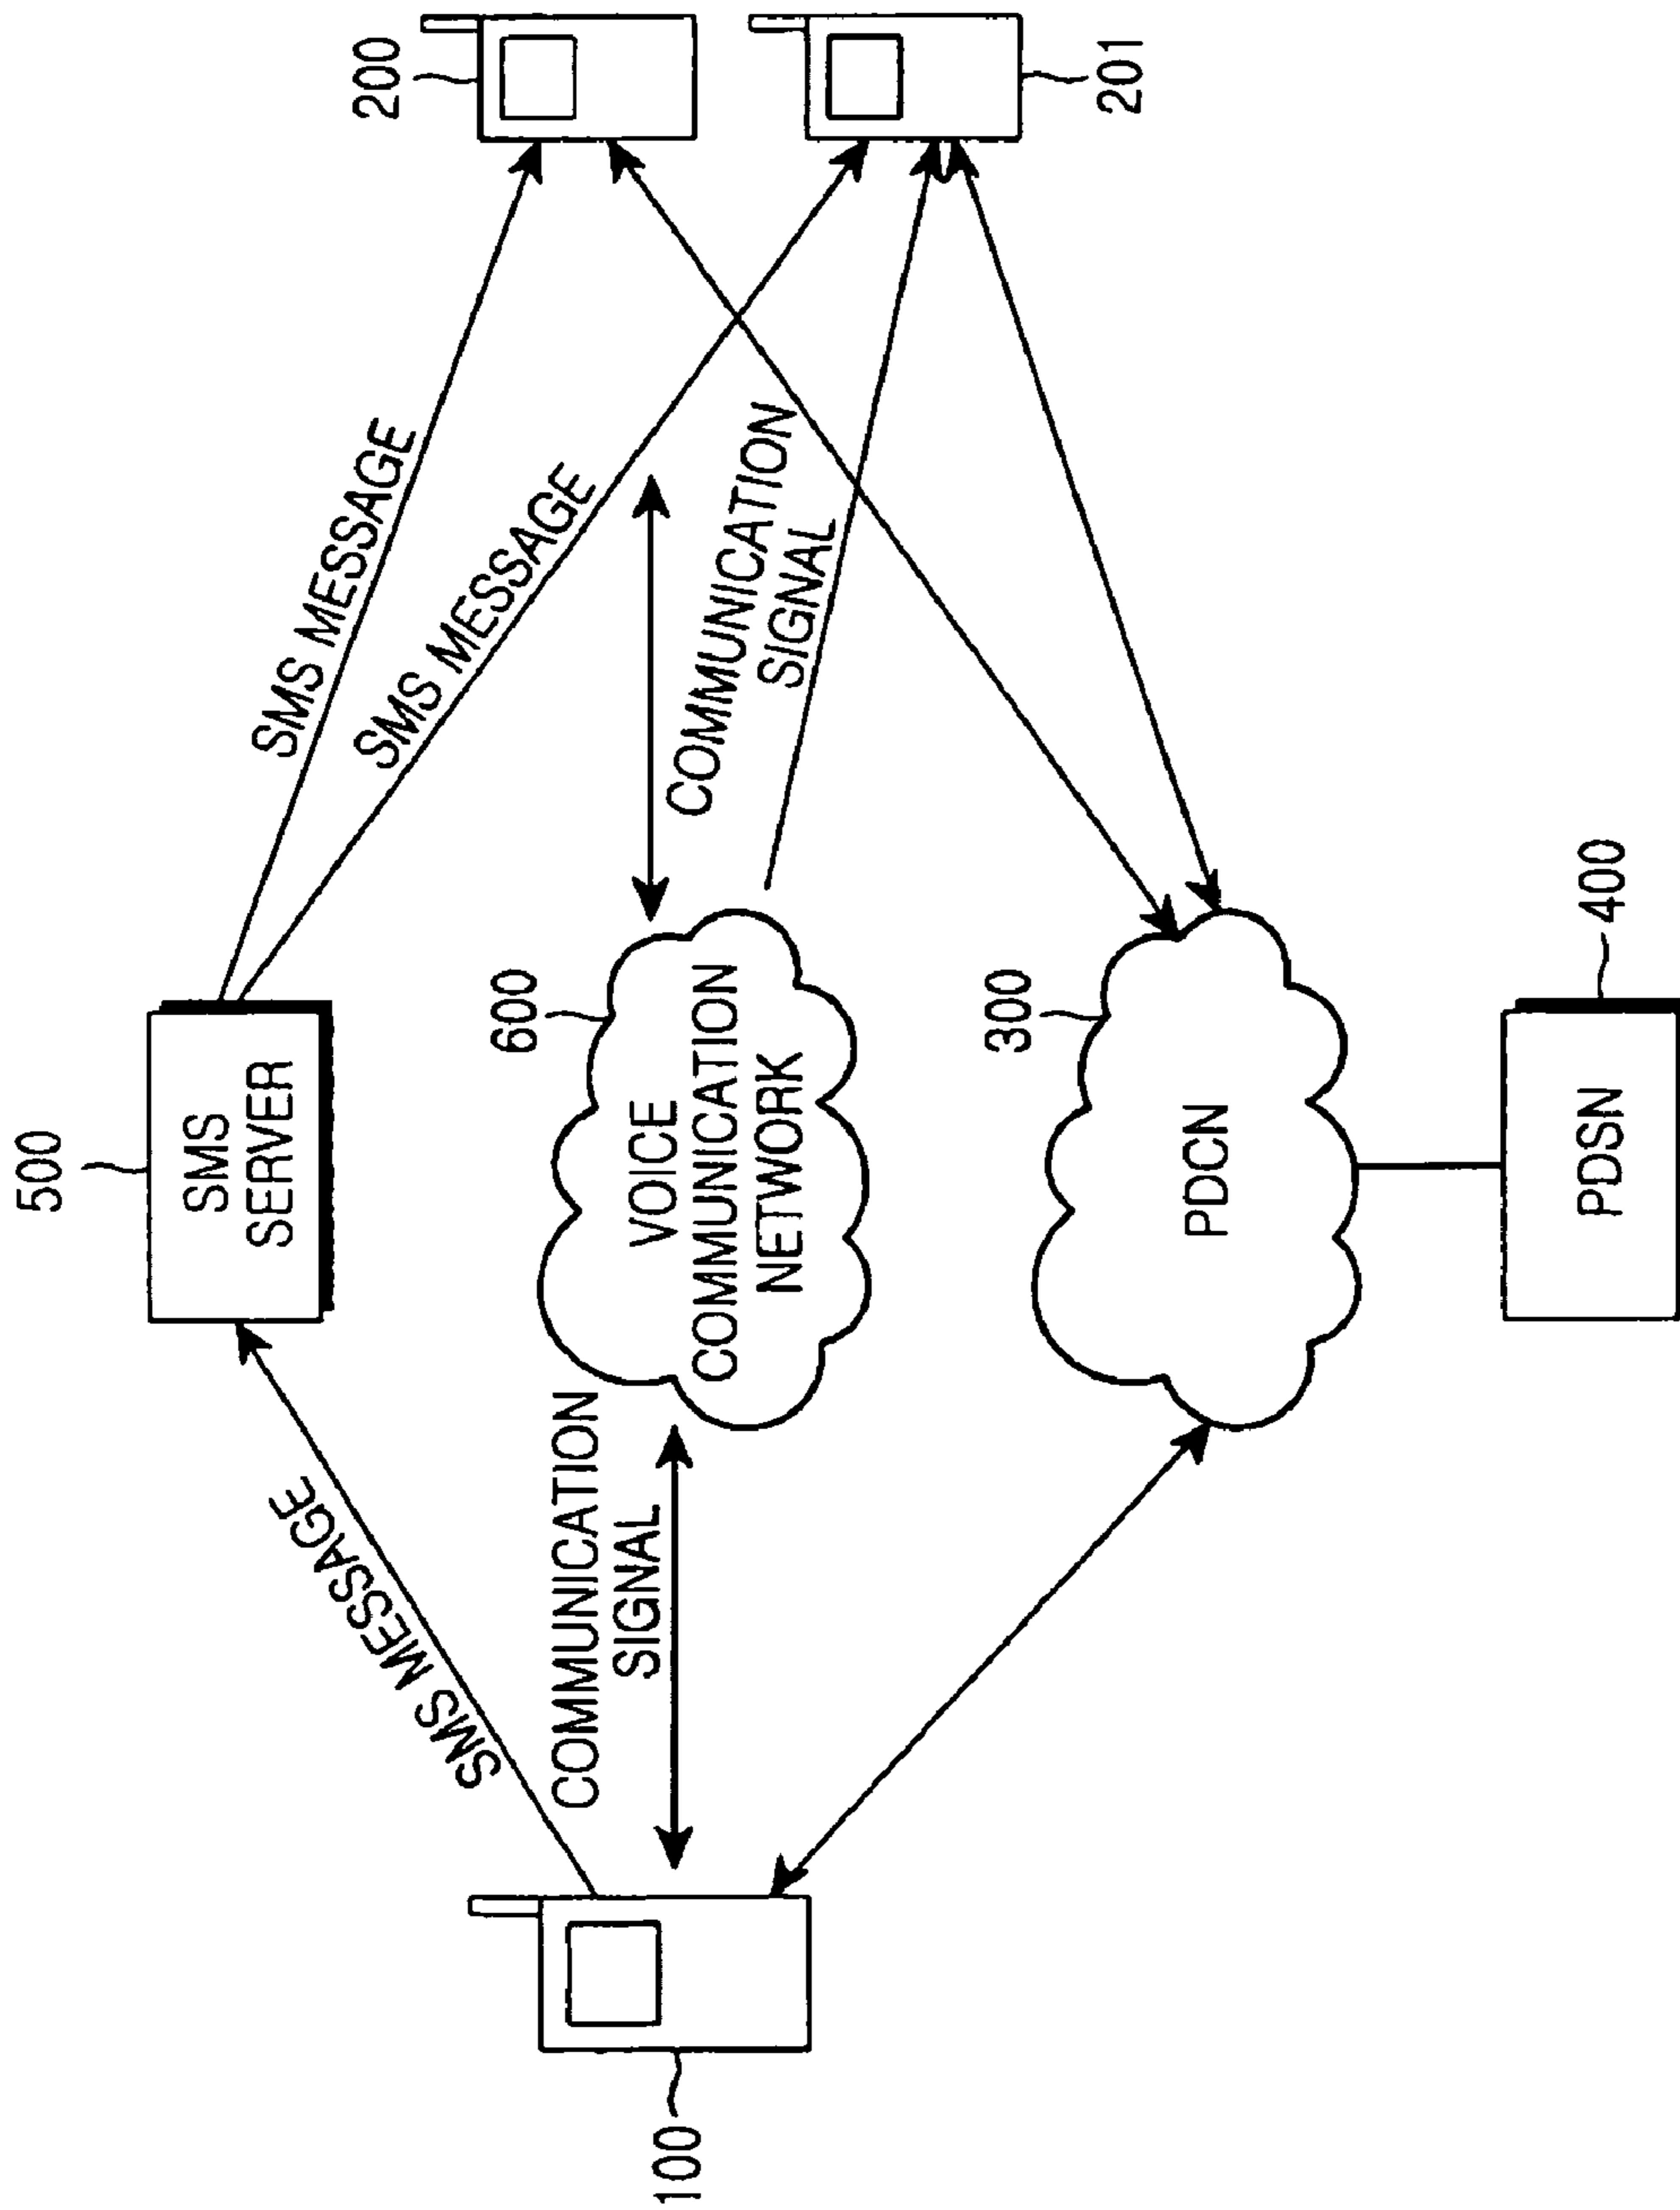 500
SMS
SERVER
200
SMS MESSAGE
SMS MESSAGE
SMS MESSAGE
COMMUNICATION
SIGNAL
600
VOICE
COMMUNICATION
NETWORK
COMMUNICATION
SIGNAL
100
201
300
PDCN
400
PDSN